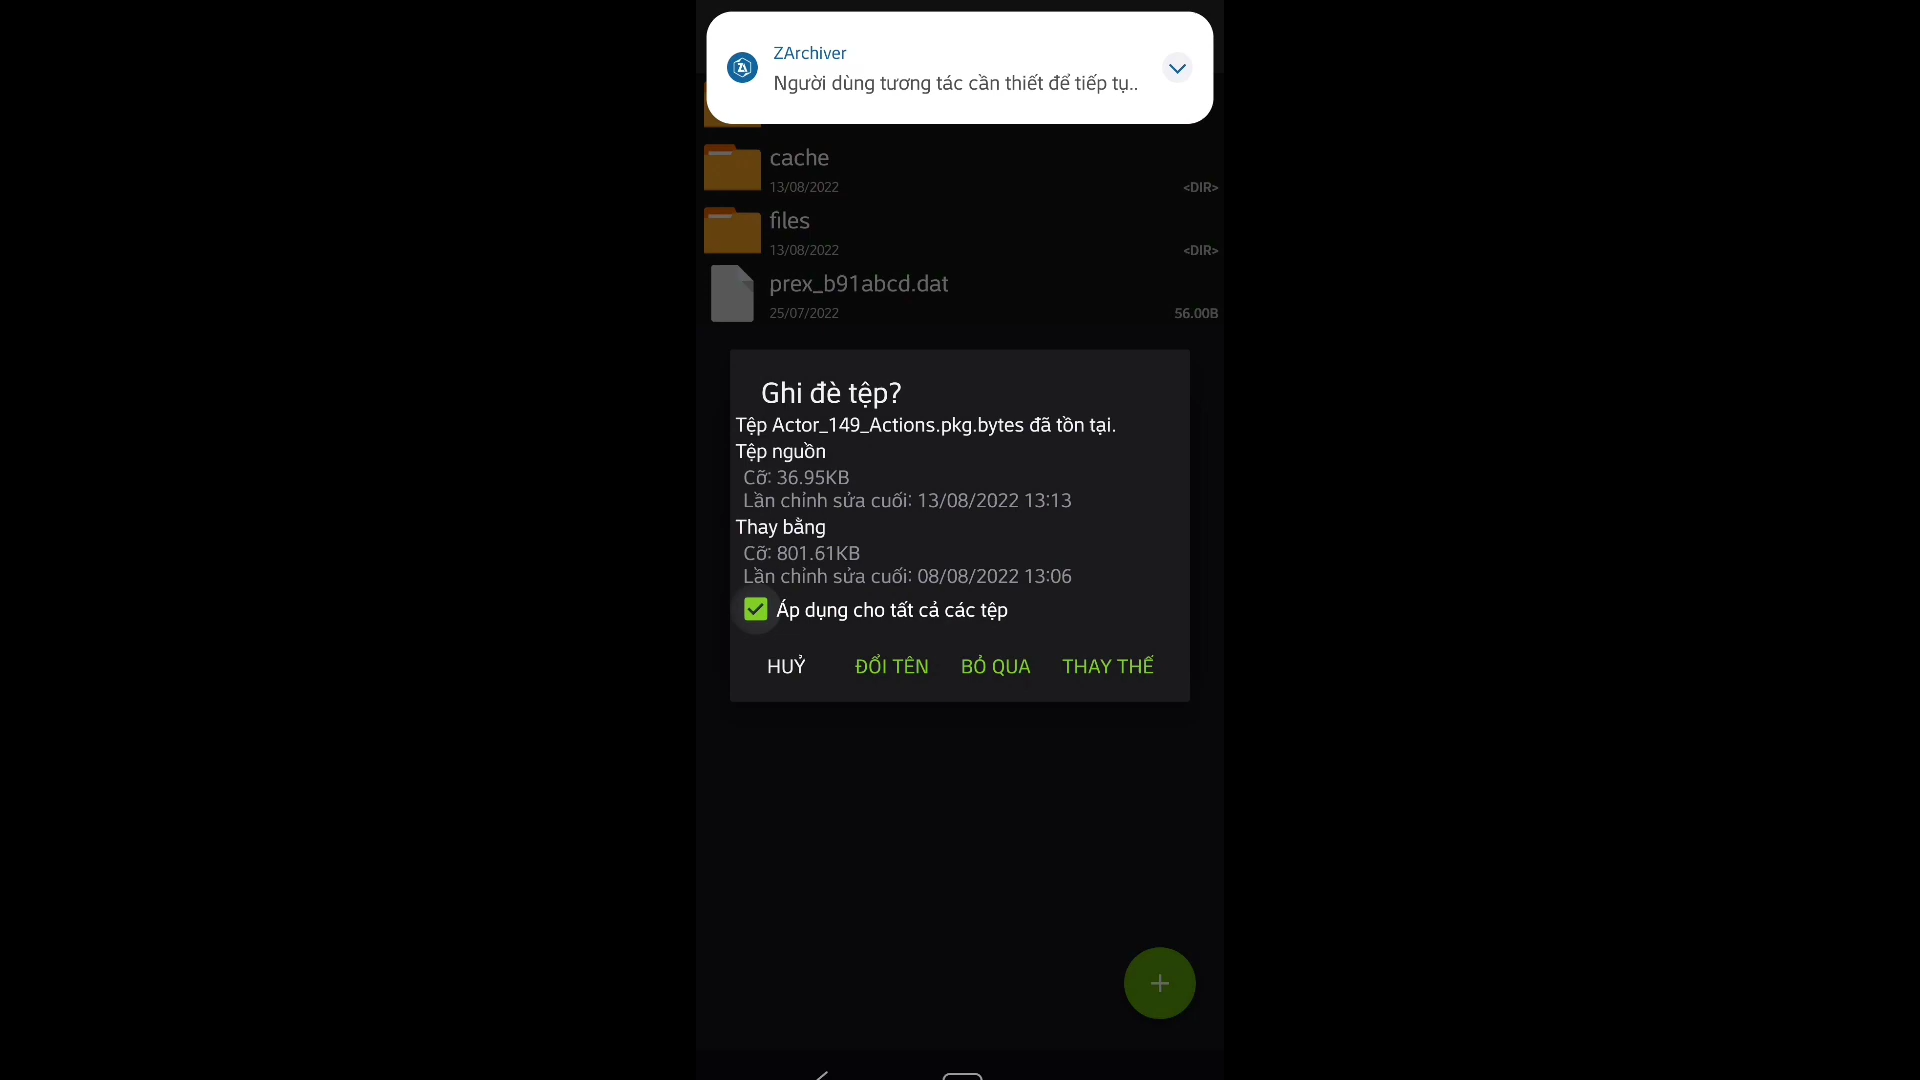 ZArchiver
Người dùng tương tác cần thiết để tiếp tụ..
cache
13/08/2022
<DIR>
files
13/08/2022
<DIR>
prex_b91abcd.dat
25/07/2022
56.00B
Ghi đè tệp?
Tệp Actor_149_Actions.pkg.bytes đã tồn tại.
Tệp nguồn
Cỡ: 36.95KB
Lần chỉnh sửa cuối: 13/08/2022 13:13
Thay bằng
Cỡ: 801.61KB
Lần chỉnh sửa cuối: 08/08/2022 13:06
Áp dụng cho tất cả các tệp
HUỶ
ĐỔI TÊN
BỎ QUA
THAY THẾ